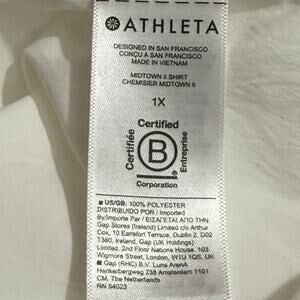 ATHLETA
DESIGNED IN SAN FRANCISCO
CONÇU À SAN FRANCISCO
MADE IN VIETNAM
MIDTOWN II SHIRT
CHEMISIER MIDTOWN II
1X
Certified
Certifiée
B
Entreprise
Corporation
■ US/GB: 100% POLYESTER
DISTRIBUIDO POR / Imported
By/Importé Par / ΕΙΣΑΓΕΤΑΙ ΑΠΟ ΤΗΝ:
Gap Stores (Ireland) Limited c/o Arthur
Cox, 10 Earlsfort Terrace, Dublin 2, D02
T380, Ireland, Gap (UK Holdings)
Limited, 2nd Floor Nations House, 103
Wigmore Street, London, W1U 1QS, UK
■ Gap (RHC) B.V. Luna ArenA
Herikerbergweg 238 Amsterdam 1101
CM, The Netherlands
RN 54023